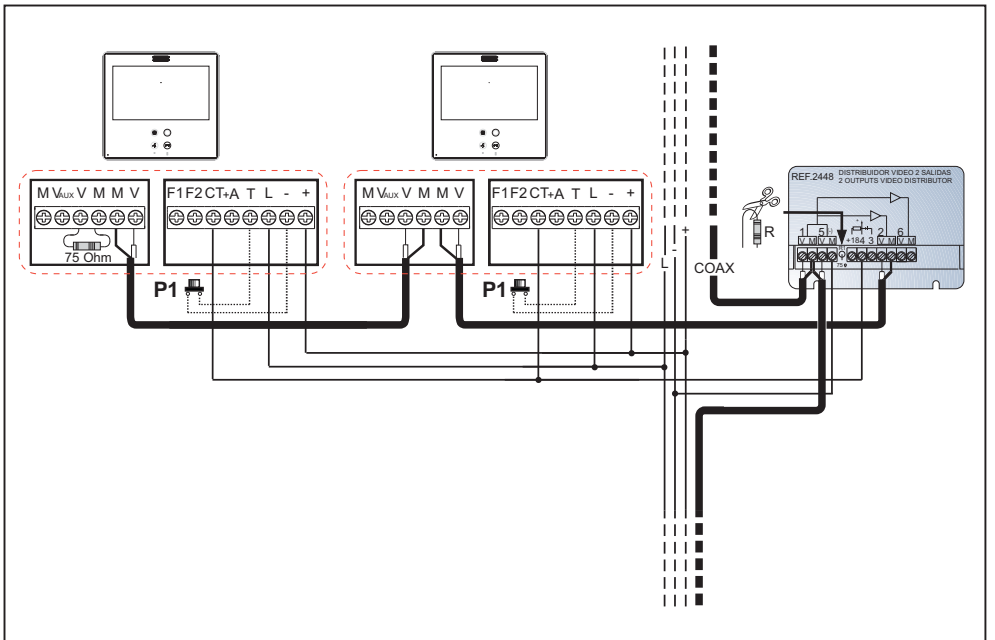 M VAUX V M M V
F1 F2 CT +A T L - +
75 Ohm
P1
M VAUX V M M V
F1 F2 CT +A T L - +
P1
L
-
+
COAX
R
REF.2448
DISTRIBUIDOR VIDEO 2 SALIDAS
2 OUTPUTS VIDEO DISTRIBUTOR
1 5 (-) +18 4 3 2 6
V M V M V M V M